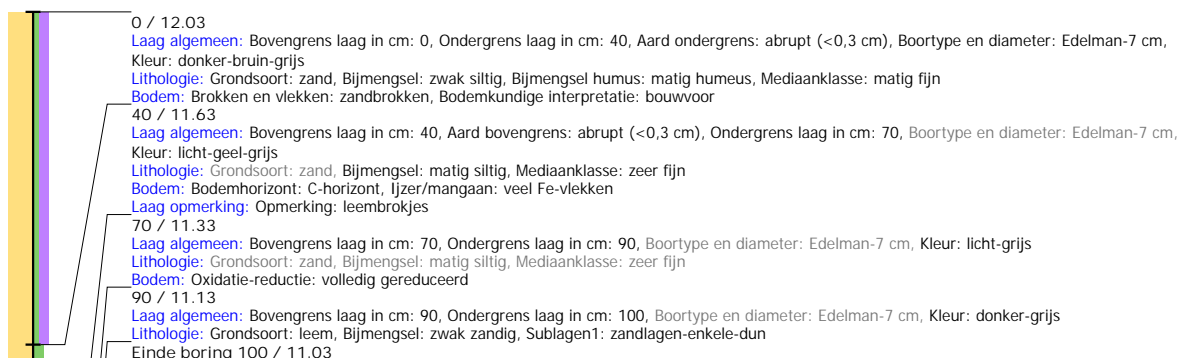 0 / 12.03
Laag algemeen: Bovengrens laag in cm: 0, Ondergrens laag in cm: 40, Aard ondergrens: abrupt (<0,3 cm), Boortype en diameter: Edelman-7 cm,
Kleur: donker-bruin-grijs
Lithologie: Grondsoort: zand, Bijmengsel: zwak siltig, Bijmengsel humus: matig humeus, Mediaanklasse: matig fijn
Bodem: Brokken en vlekken: zandbrokken, Bodemkundige interpretatie: bouwvoor
40 / 11.63
Laag algemeen: Bovengrens laag in cm: 40, Aard bovengrens: abrupt (<0,3 cm), Ondergrens laag in cm: 70, Boortype en diameter: Edelman-7 cm,
Kleur: licht-geel-grijs
Lithologie: Grondsoort: zand, Bijmengsel: matig siltig, Mediaanklasse: zeer fijn
Bodem: Bodemhorizont: C-horizont, Ijzer/mangaan: veel Fe-vlekken
Laag opmerking: Opmerking: leembrokjes
70 / 11.33
Laag algemeen: Bovengrens laag in cm: 70, Ondergrens laag in cm: 90, Boortype en diameter: Edelman-7 cm, Kleur: licht-grijs
Lithologie: Grondsoort: zand, Bijmengsel: matig siltig, Mediaanklasse: zeer fijn
Bodem: Oxidatie-reductie: volledig gereduceerd
90 / 11.13
Laag algemeen: Bovengrens laag in cm: 90, Ondergrens laag in cm: 100, Boortype en diameter: Edelman-7 cm, Kleur: donker-grijs
Lithologie: Grondsoort: leem, Bijmengsel: zwak zandig, Sublagen1: zandlagen-enkele-dun
Einde boring 100 / 11.03